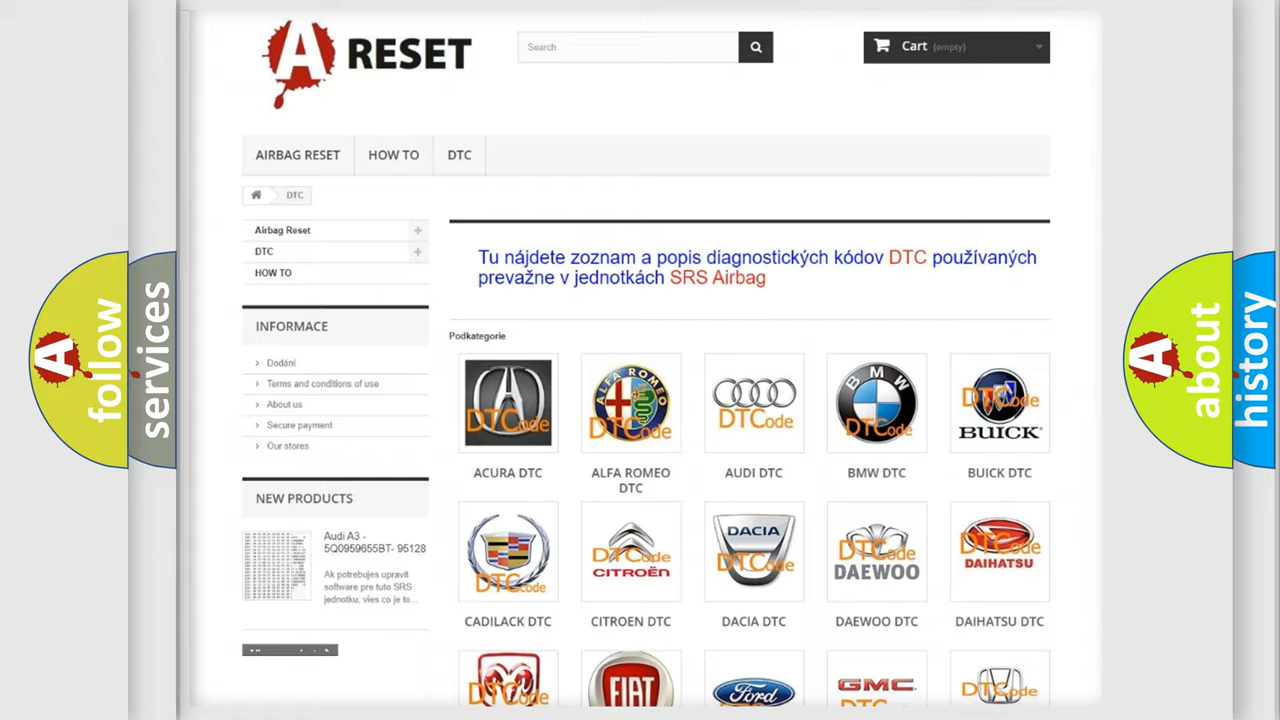 A RESET
Search
Cart (empty)
AIRBAG RESET
HOW TO
DTC
DTC
Airbag Reset
DTC
HOW TO
INFORMACE
Dodání
Terms and conditions of use
About us
Secure payment
Our stores
NEW PRODUCTS
Audi A3 -
5Q0959655BT- 95128
Ak potrebujes upravit
software pre tuto SRS
jednotku, vies co je to...
Tu nájdete zoznam a popis diagnostických kódov DTC používaných
prevažne v jednotkách SRS Airbag
Podkategorie
DTCode
ALFA ROMEO
DTCode
DTCode
BMW
DTCode
DTCode
BUICK
ACURA DTC
ALFA ROMEO
DTC
AUDI DTC
BMW DTC
BUICK DTC
DTCode
DTCode
CITROËN
DACIA
DTCode
DTCode
DAEWOO
DTCode
DAIHATSU
CADILACK DTC
CITROEN DTC
DACIA DTC
DAEWOO DTC
DAIHATSU DTC
DTCode
FIAT
Ford
GMC
DTCode
A follow
services
A about
history